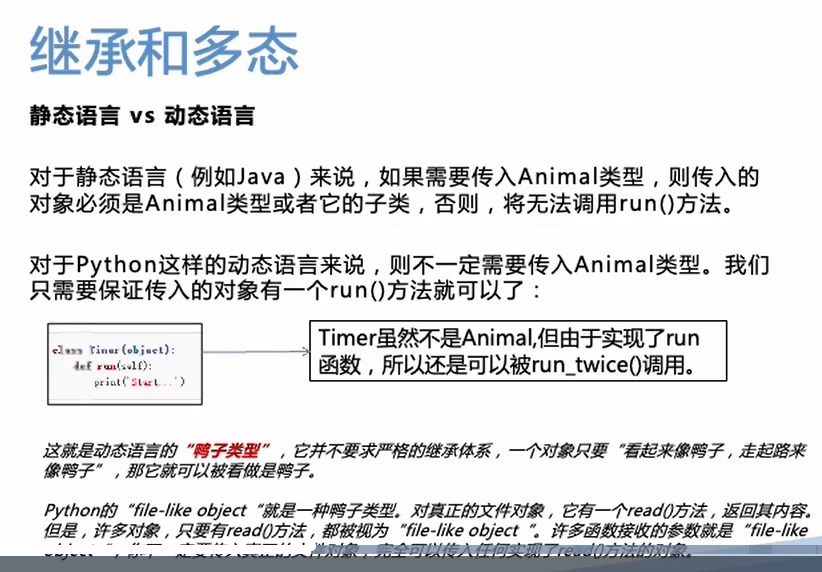 继承和多态
静态语言 vs 动态语言
对于静态语言（例如Java）来说，如果需要传入Animal类型，则传入的
对象必须是Animal类型或者它的子类，否则，将无法调用run()方法。
对于Python这样的动态语言来说，则不一定需要传入Animal类型。我们
只需要保证传入的对象有一个run()方法就可以了：
class Timer(object):
def run(self):
print('Start...')
Timer虽然不是Animal,但由于实现了run
函数，所以还是可以被run_twice()调用。
这就是动态语言的“鸭子类型”，它并不要求严格的继承体系，一个对象只要“看起来像鸭子，走起路来
像鸭子”，那它就可以被看做是鸭子。
Python的“file-like object“就是一种鸭子类型。对真正的文件对象，它有一个read()方法，返回其内容。
但是，许多对象，只要有read()方法，都被视为“file-like object“。许多函数接收的参数就是“file-like
传入真正的文件对象，完全可以传入任何实现了read()方法的对象。